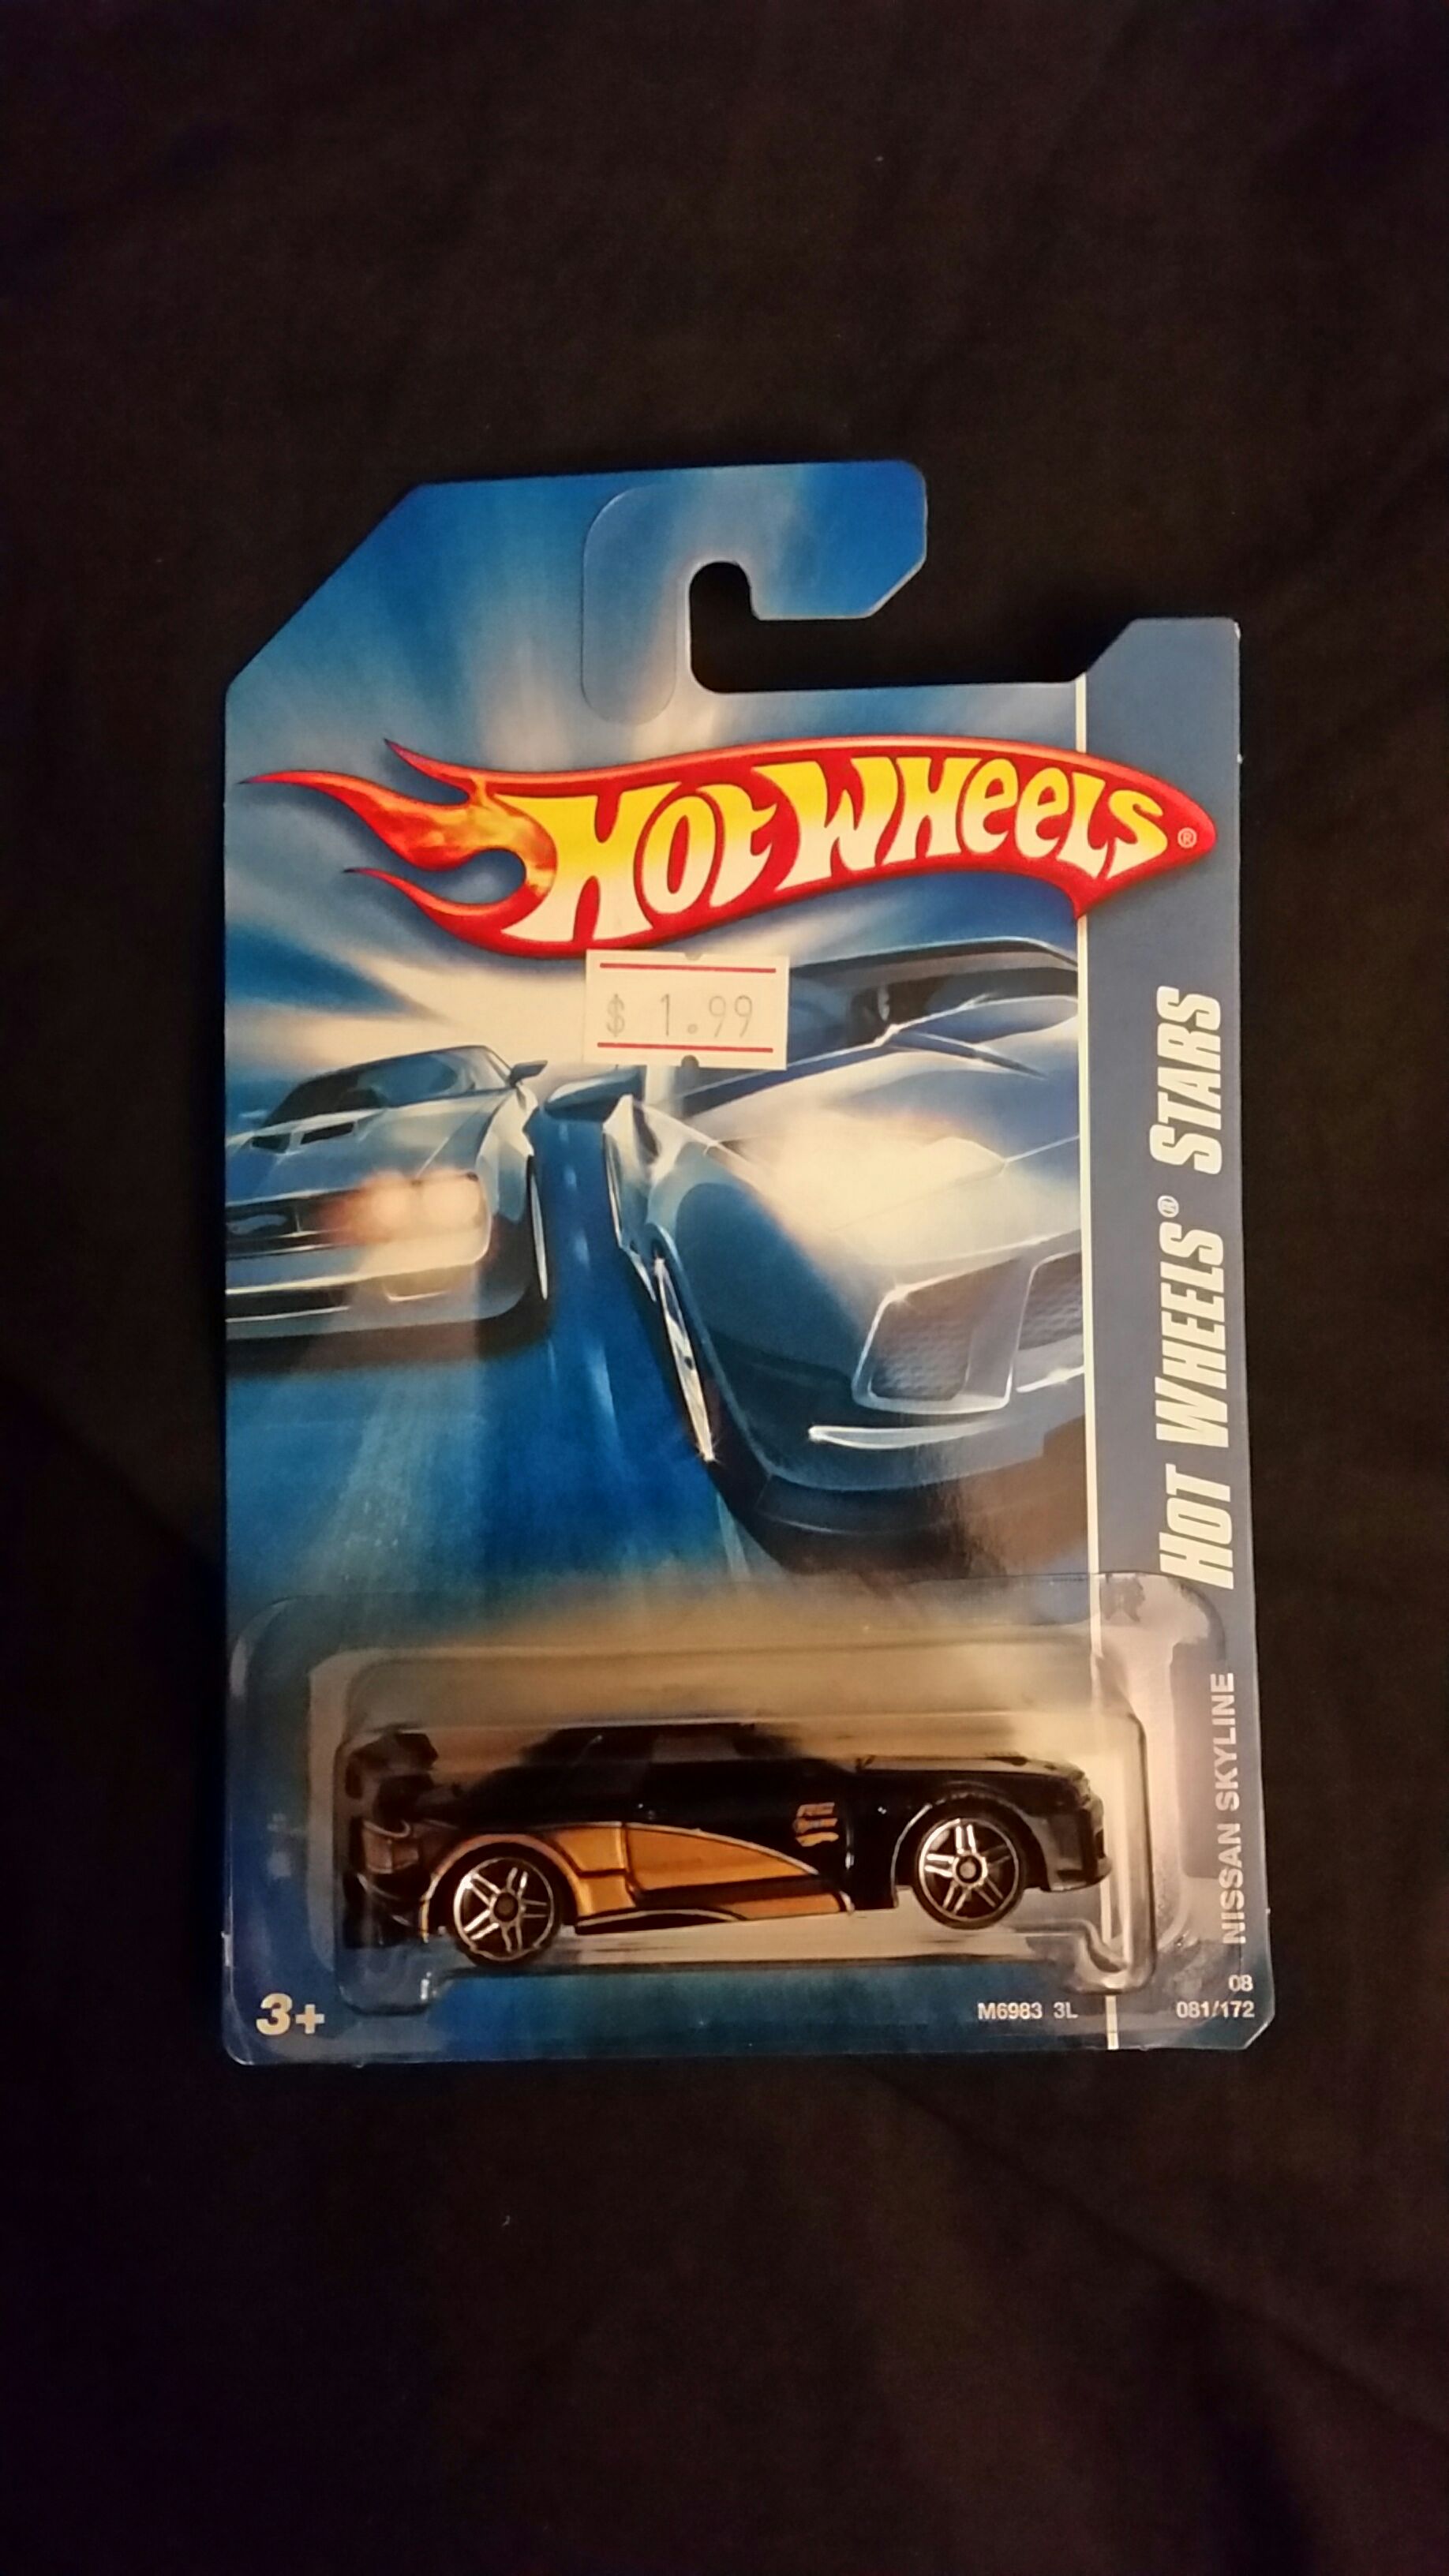 HOT WHEELS®
$ 1.99
HOT WHEELS® STARS
NISSAN SKYLINE
3+
M6983 3L
08
081/172